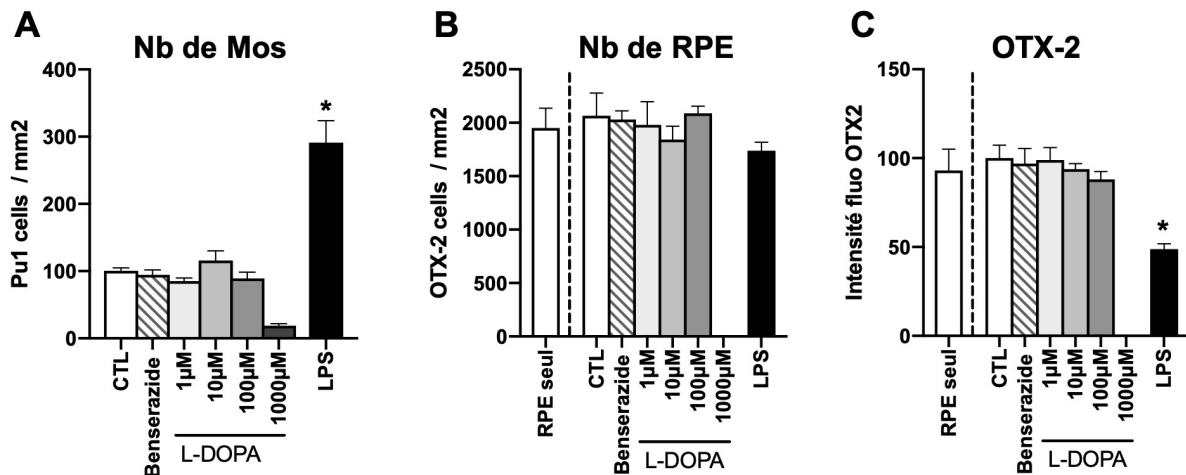 A
Nb de Mos
Pu1 cells / mm2
400
300
200
100
0
*
CTL
Benserazide
1µM
10µM
100µM
1000µM
LPS
L-DOPA
B
Nb de RPE
OTX-2 cells / mm2
2500
2000
1500
1000
500
0
RPE seul
CTL
Benserazide
1µM
10µM
100µM
1000µM
LPS
L-DOPA
C
OTX-2
Intensité fluo OTX2
150
100
50
0
*
RPE seul
CTL
Benserazide
1µM
10µM
100µM
1000µM
LPS
L-DOPA